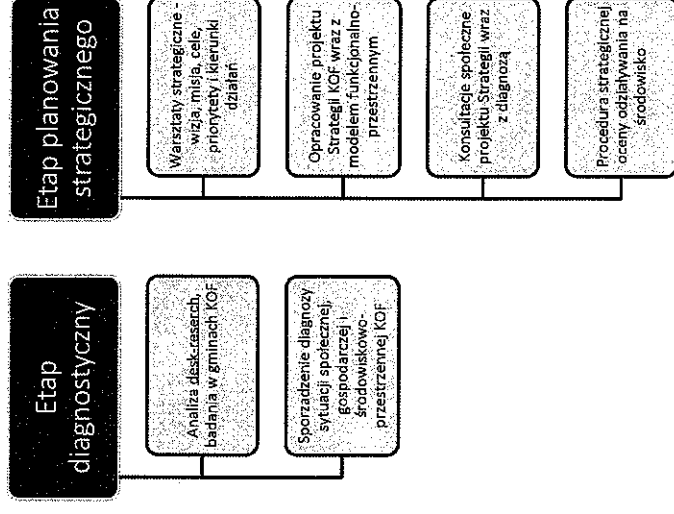 Etap
diagnostyczny
Analiza desk-reserch,
badania w gminach KOF
Sporządzenie diagnozy
sytuacji społecznej,
gospodarczej i
środowiskowo-
przestrzennej KOF
Etap planowania
strategicznego
Warsztaty strategiczne -
wizja, misja, cele,
priorytety i kierunki
działań
Opracowanie projektu
Strategii KOF wraz z
modelem funkcjonalno-
przestrzennym
Konsultacje społeczne
projektu Strategii wraz
z diagnozą
Procedura strategicznej
oceny odziaływania na
środowisko